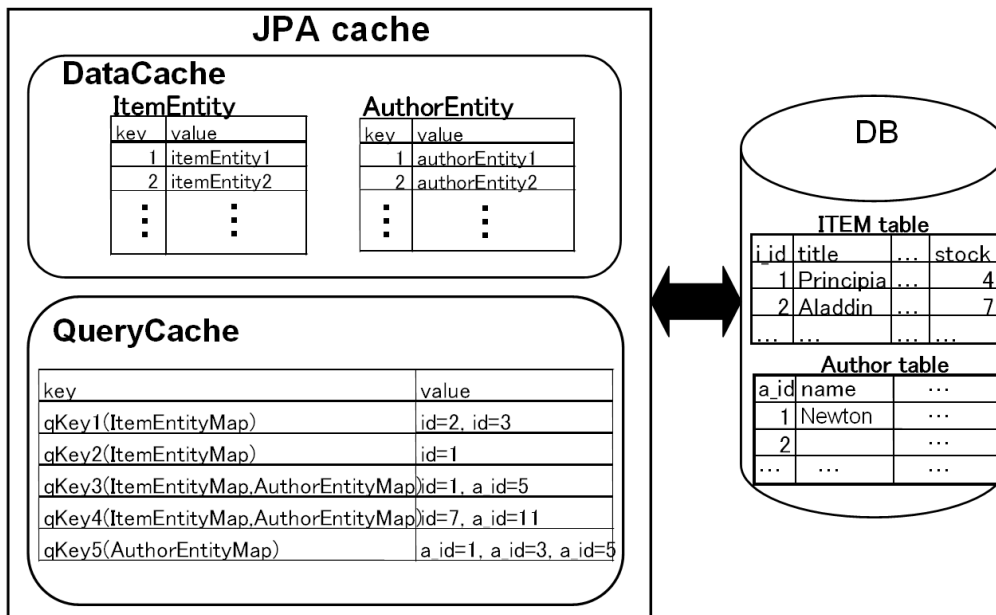 JPA cache
DataCache
ItemEntity
key value
1 itemEntity1
2 itemEntity2
⋮ ⋮
AuthorEntity
key value
1 authorEntity1
2 authorEntity2
⋮ ⋮
QueryCache
key value
qKey1(ItemEntityMap) id=2, id=3
qKey2(ItemEntityMap) id=1
qKey3(ItemEntityMap,AuthorEntityMap) id=1, a_id=5
qKey4(ItemEntityMap,AuthorEntityMap) id=7, a_id=11
qKey5(AuthorEntityMap) a_id=1, a_id=3, a_id=5
DB
ITEM table
i_id title ... stock
1 Principia ... 4
2 Aladdin ... 7
... ... ... ...
Author table
a_id name ...
1 Newton ...
2 ...
... ... ...